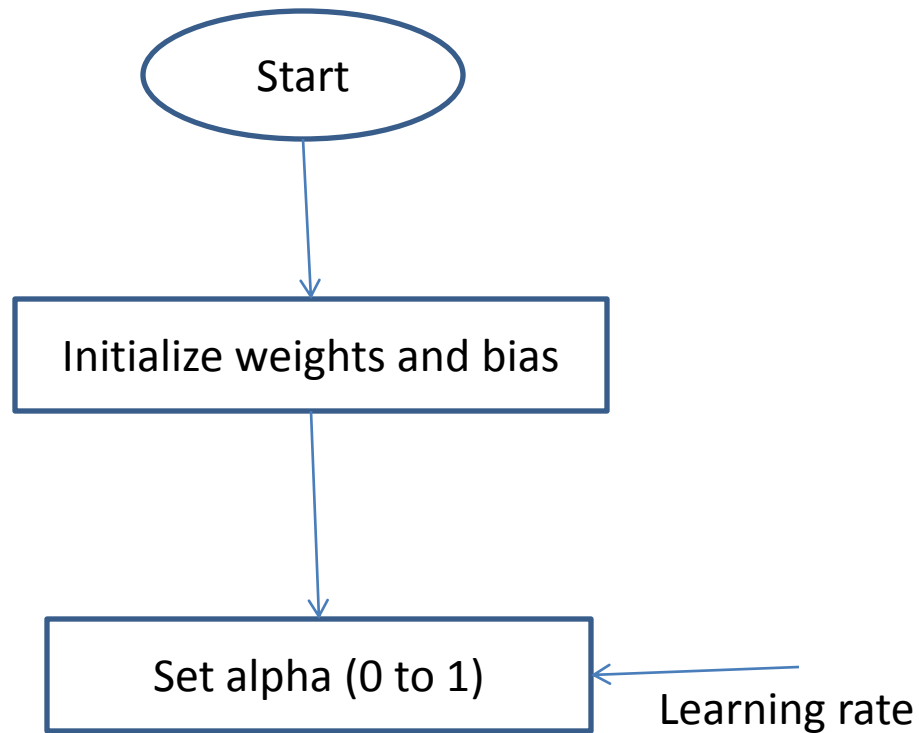 Start
Initialize weights and bias
Set alpha (0 to 1)
Learning rate